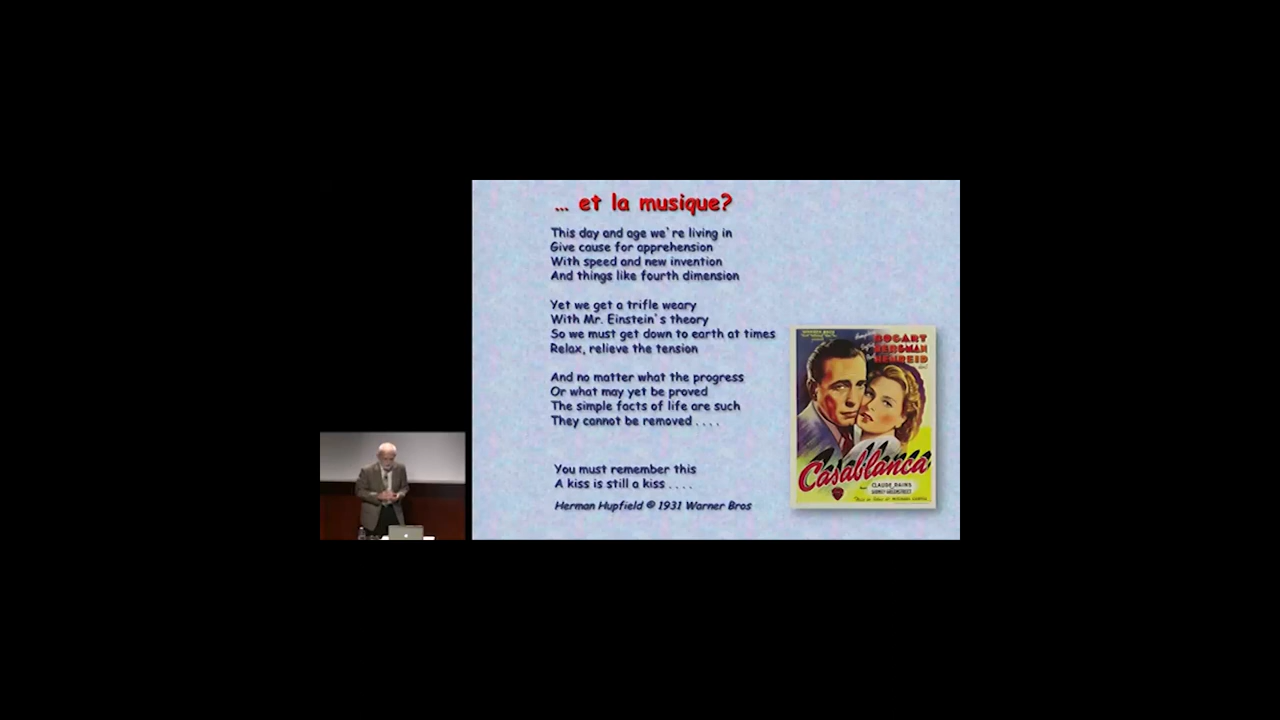 … et la musique?
This day and age we`re living in
Give cause for apprehension
With speed and new invention
And things like fourth dimension
Yet we get a trifle weary
With Mr. Einstein`s theory
So we must get down to earth at times
Relax, relieve the tension
And no matter what the progress
Or what may yet be proved
The simple facts of life are such
They cannot be removed . . . .
You must remember this
A kiss is still a kiss . . . .
Herman Hupfield © 1931 Warner Bros
BOGART
BERGMAN
HENREID
Casablanca
CLAUDE RAINS